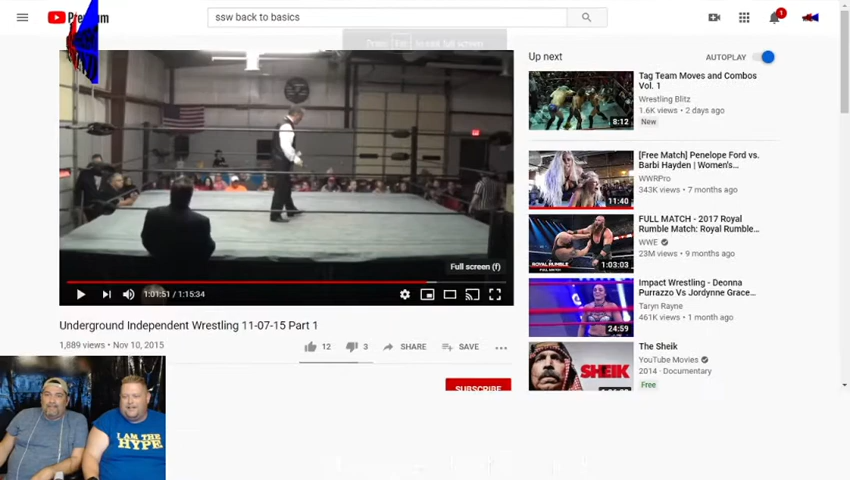 Premium
ssw back to basics
1
Up next
AUTOPLAY
Tag Team Moves and Combos
Vol. 1
Wrestling Blitz
1.6K views • 2 days ago
New
8:12
[Free Match] Penelope Ford vs.
Barbi Hayden | Women's...
WWRPro
343K views • 7 months ago
11:40
FULL MATCH - 2017 Royal
Rumble Match: Royal Rumble...
WWE
23M views • 9 months ago
1:03:03
Impact Wrestling - Deonna
Purrazzo Vs Jordynne Grace...
Taryn Rayne
461K views • 1 month ago
24:59
The Sheik
YouTube Movies
2014 • Documentary
Free
SHEIK
Full screen (f)
1:01:51 / 1:15:34
Underground Independent Wrestling 11-07-15 Part 1
1,889 views • Nov 10, 2015
12
3
SHARE
SAVE
SUBSCRIBE
I AM THE
HYPE